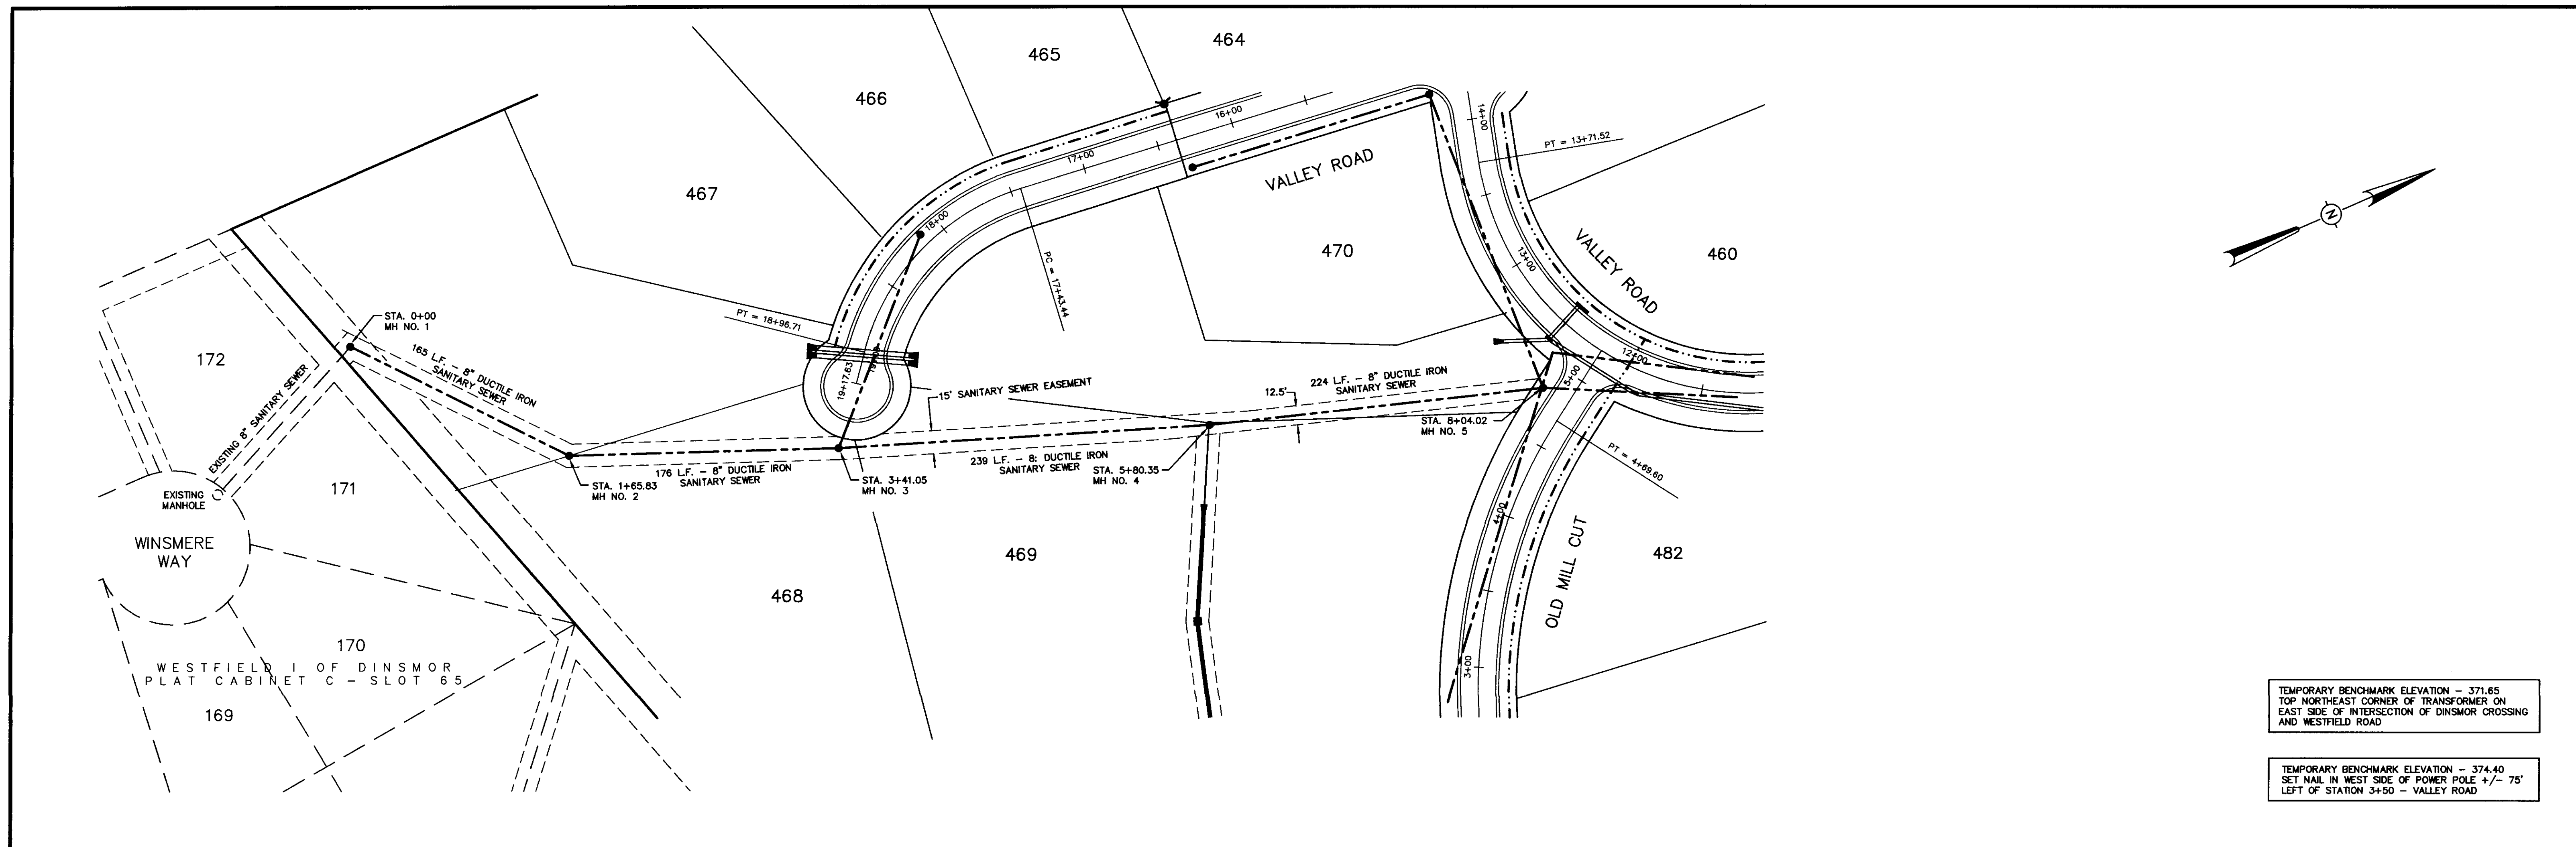 464
465
466
467
172
171
170
169
468
469
470
460
482
16+00
17+00
18+00
19+00
19+17.63
PC = 17+43.44
PT = 18+96.71
VALLEY ROAD
14+00
PT = 13+71.52
13+00
VALLEY ROAD
12+00
5+00
PT = 4+69.60
4+00
3+00
OLD MILL CUT
N
STA. 0+00
MH NO. 1
165 L.F. - 8" DUCTILE IRON
SANITARY SEWER
EXISTING 8" SANITARY SEWER
EXISTING
MANHOLE
WINSMERE
WAY
STA. 1+65.83
MH NO. 2
176 L.F. - 8" DUCTILE IRON
SANITARY SEWER
STA. 3+41.05
MH NO. 3
15' SANITARY SEWER EASEMENT
239 L.F. - 8: DUCTILE IRON
SANITARY SEWER
STA. 5+80.35
MH NO. 4
12.5'
224 L.F. - 8" DUCTILE IRON
SANITARY SEWER
STA. 8+04.02
MH NO. 5
WESTFIELD I OF DINSMOR
PLAT CABINET C - SLOT 65
TEMPORARY BENCHMARK ELEVATION - 371.65
TOP NORTHEAST CORNER OF TRANSFORMER ON
EAST SIDE OF INTERSECTION OF DINSMOR CROSSING
AND WESTFIELD ROAD
TEMPORARY BENCHMARK ELEVATION - 374.40
SET NAIL IN WEST SIDE OF POWER POLE +/- 75'
LEFT OF STATION 3+50 - VALLEY ROAD